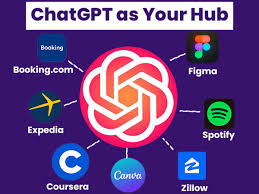 ChatGPT as Your Hub
Booking
Booking.com
Figma
Expedia
Spotify
Coursera
Canva
Zillow